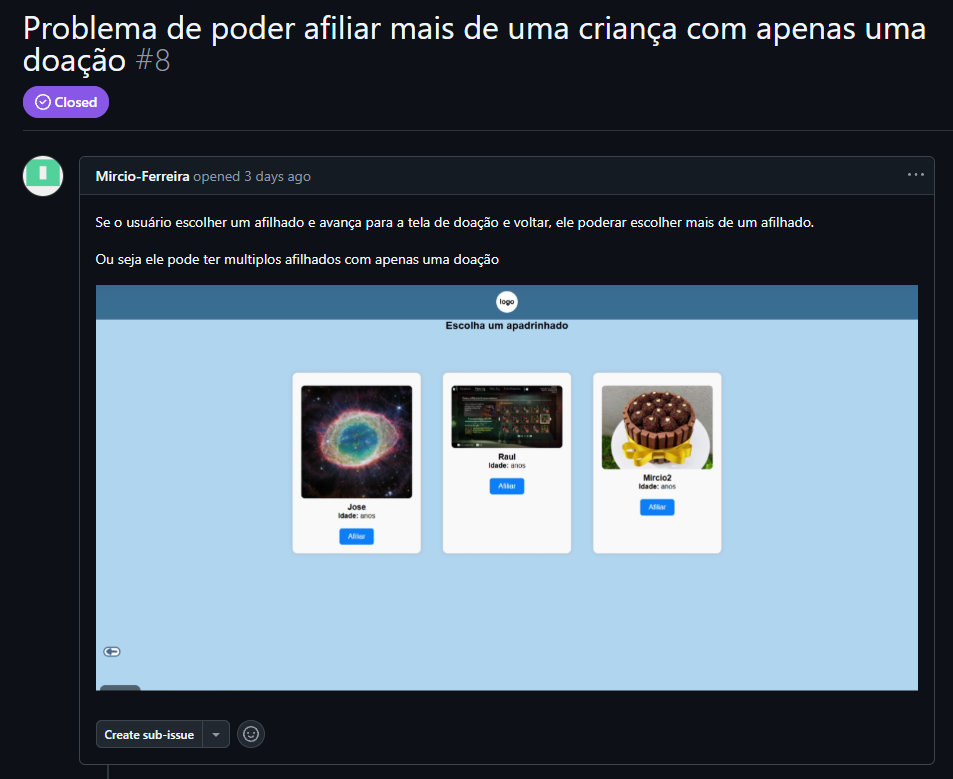 Problema de poder afiliar mais de uma criança com apenas uma
doação #8
Closed
Mircio-Ferreira opened 3 days ago
Se o usuário escolher um afilhado e avança para a tela de doação e voltar, ele poderar escolher mais de um afilhado.
Ou seja ele pode ter multiplos afilhados com apenas uma doação
logo
Escolha um apadrinhado
Jose
Idade: anos
Afiliar
Raul
Idade: anos
Afiliar
Mircio2
Idade: anos
Afiliar
Create sub-issue